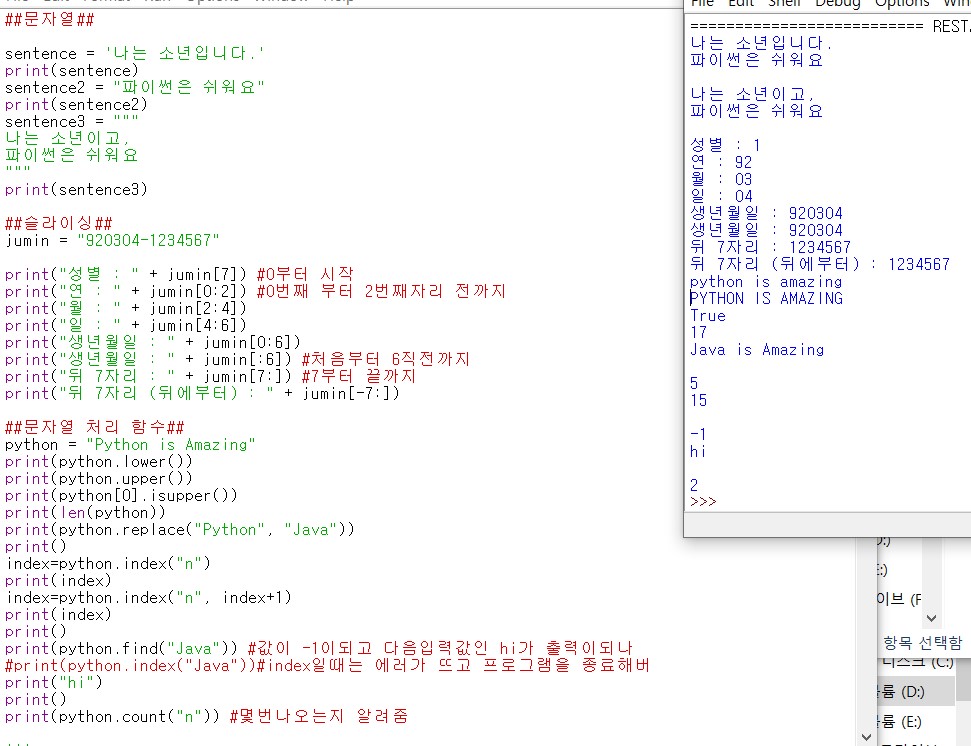 ##문자열##
sentence = '나는 소년입니다.'
print(sentence)
sentence2 = "파이썬은 쉬워요"
print(sentence2)
sentence3 = """
나는 소년이고,
파이썬은 쉬워요
"""
print(sentence3)
##슬라이싱##
jumin = "920304-1234567"
print("성별 : " + jumin[7]) #0부터 시작
print("연 : " + jumin[0:2]) #0번째 부터 2번째자리 전까지
print("월 : " + jumin[2:4])
print("일 : " + jumin[4:6])
print("생년월일 : " + jumin[0:6])
print("생년월일 : " + jumin[:6]) #처음부터 6직전까지
print("뒤 7자리 : " + jumin[7:]) #7부터 끝까지
print("뒤 7자리 (뒤에부터) : " + jumin[-7:])
##문자열 처리 함수##
python = "Python is Amazing"
print(python.lower())
print(python.upper())
print(python[0].isupper())
print(len(python))
print(python.replace("Python", "Java"))
print()
index=python.index("n")
print(index)
index=python.index("n", index+1)
print(index)
print()
print(python.find("Java")) #값이 -1이되고 다음입력값인 hi가 출력이되나
#print(python.index("Java"))#index일때는 에러가 뜨고 프로그램을 종료해버
print("hi")
print()
print(python.count("n")) #몇번나오는지 알려줌
File Edit Shell Debug Options
========================== REST
나는 소년입니다.
파이썬은 쉬워요
나는 소년이고,
파이썬은 쉬워요
성별 : 1
연 : 92
월 : 03
일 : 04
생년월일 : 920304
생년월일 : 920304
뒤 7자리 : 1234567
뒤 7자리 (뒤에부터) : 1234567
python is amazing
PYTHON IS AMAZING
True
17
Java is Amazing
5
15
-1
hi
2
>>>
항목 선택함
(C:)
(D:)
(E:)